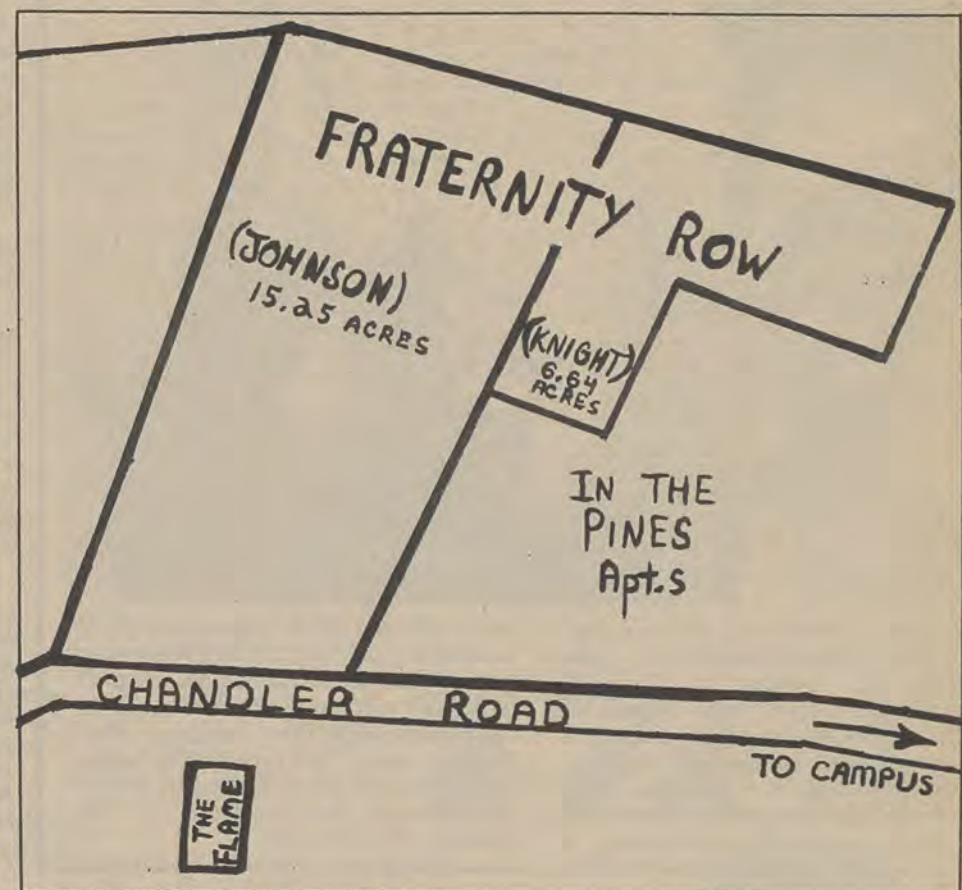 FRATERNITY ROW
(JOHNSON)
15.25 ACRES
(KNIGHT)
6.64
ACRES
IN THE
PINES
Apt.s
CHANDLER ROAD
TO CAMPUS
THE
FLAME